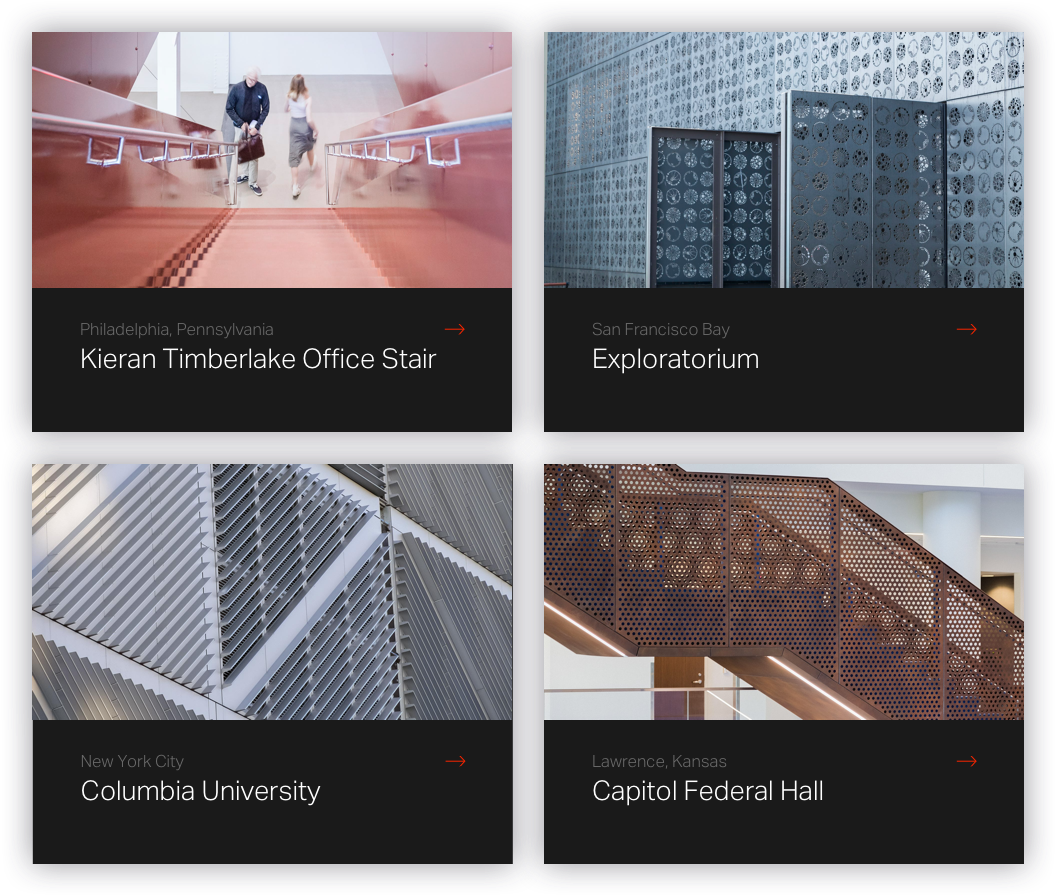 Philadelphia, Pennsylvania
Kieran Timberlake Office Stair
San Francisco Bay
Exploratorium
New York City
Columbia University
Lawrence, Kansas
Capitol Federal Hall